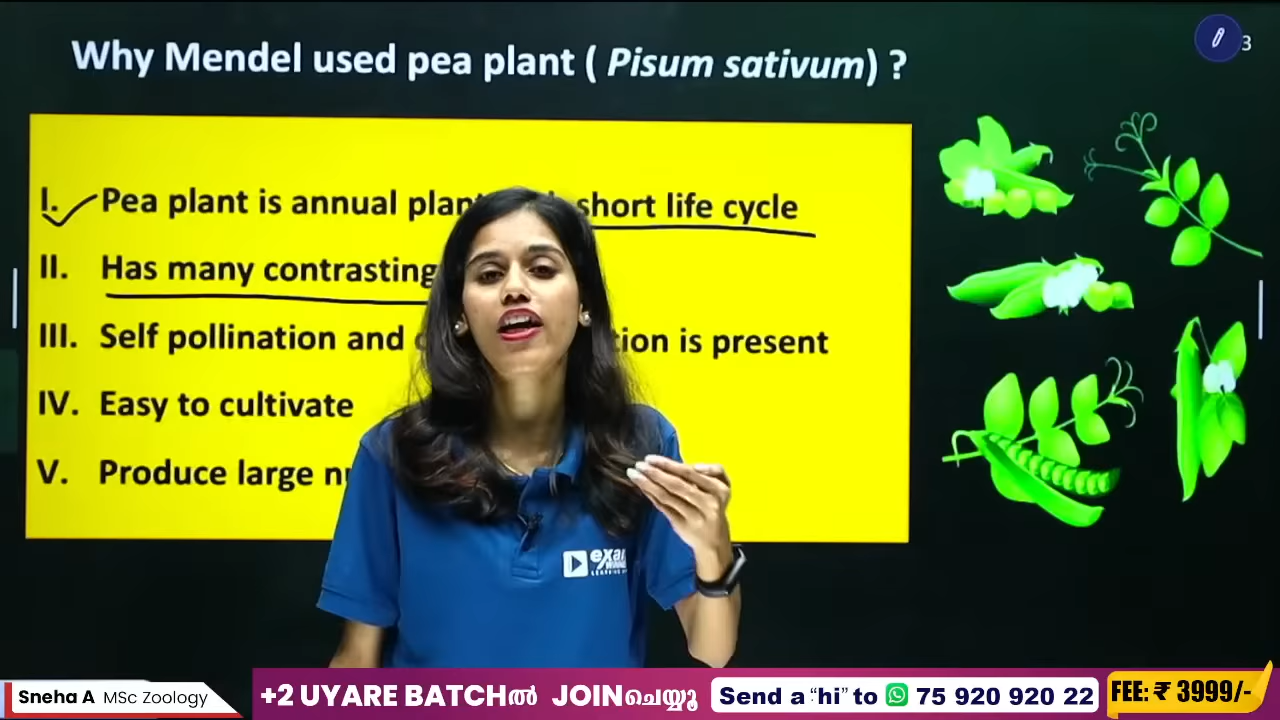 Why Mendel used pea plant ( Pisum sativum) ?
3
I. Pea plant is annual plant short life cycle
II. Has many contrasting
III. Self pollination and is present
IV. Easy to cultivate
V. Produce large
exam
WINNER
Sneha A MSc Zoology
+2 UYARE BATCHൽ JOINചെയ്യൂ
Send a “hi” to 75 920 920 22
FEE: ₹ 3999/-